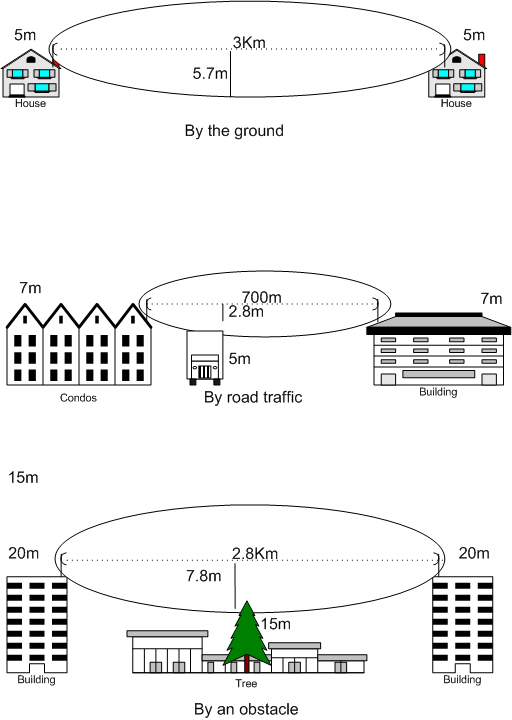 5m
5m
3Km
5.7m
House
House
By the ground
7m
7m
700m
2.8m
5m
Condos
By road traffic
Building
15m
20m
2.8Km
20m
7.8m
15m
Building
Tree
Building
By an obstacle